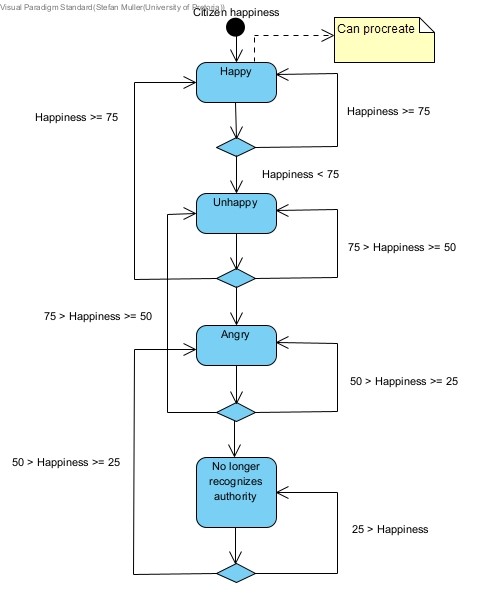 Visual Paradigm Standard(Stefan Muller(University of Pretoria))
Citizen happiness
Can procreate
Happy
Happiness >= 75
Happiness >= 75
Happiness < 75
Unhappy
75 > Happiness >= 50
75 > Happiness >= 50
Angry
50 > Happiness >= 25
50 > Happiness >= 25
No longer
recognizes
authority
25 > Happiness